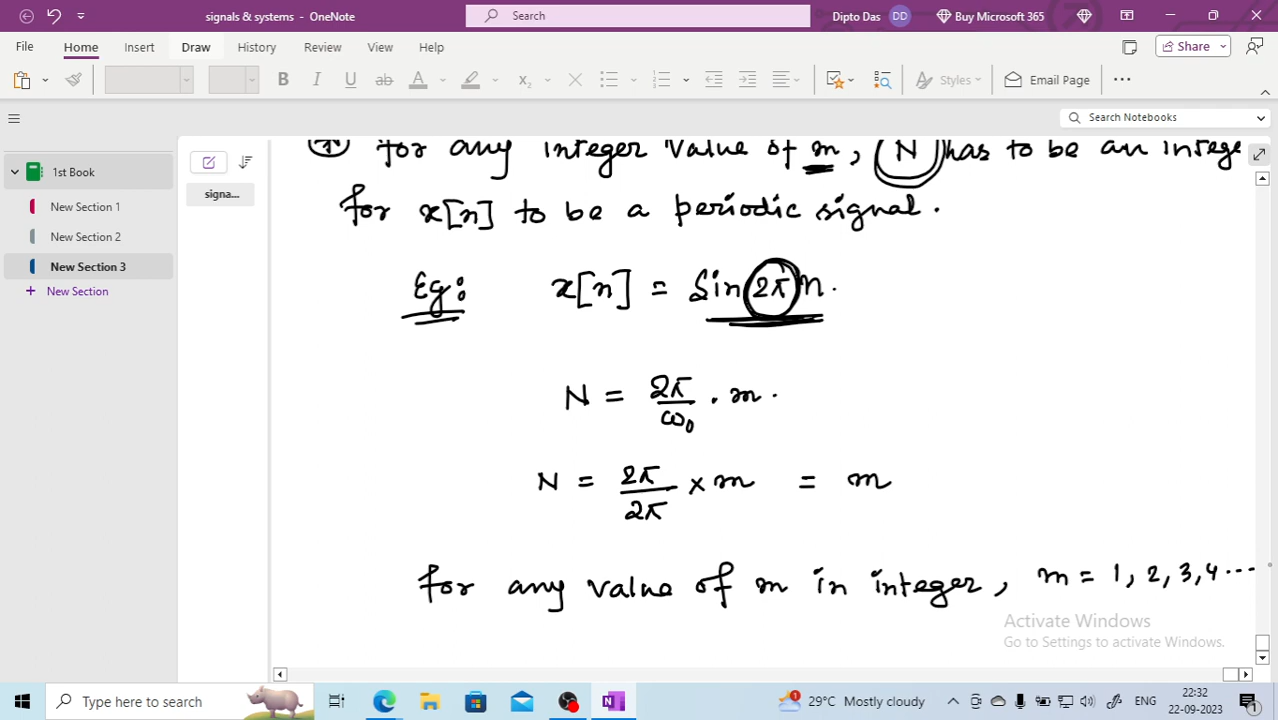 signals & systems - OneNote
Search
Dipto Das
DD
Buy Microsoft 365
File
Home
Insert
Draw
History
Review
View
Help
Share
Styles
Email Page
Search Notebooks
1st Book
New Section 1
New Section 2
New Section 3
New Section
signa...
for any integer value of m, N has to be an intege
for x[n] to be a periodic signal.
Eg: x[n] = Sin 2π n.
N = 2π/ω₀ . m.
N = 2π/2π × m = m
for any value of m in integer, m = 1, 2, 3, 4 ....
Activate Windows
Go to Settings to activate Windows.
Type here to search
29°C Mostly cloudy
ENG
22:32
22-09-2023
1